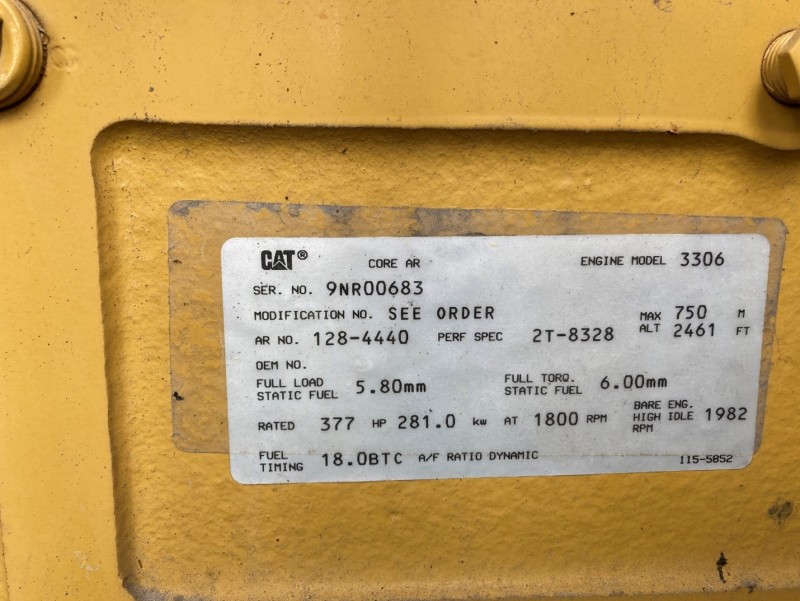 CAT® CORE AR ENGINE MODEL 3306
SER. NO. 9NR00683
MODIFICATION NO. SEE ORDER MAX ALT 750 M 2461 FT
AR NO. 128-4440 PERF SPEC 2T-8328
OEM NO.
FULL LOAD STATIC FUEL 5.80mm FULL TORQ. STATIC FUEL 6.00mm
RATED 377 HP 281.0 kw AT 1800 RPM BARE ENG. HIGH IDLE RPM 1982
FUEL TIMING 18.0BTC A/F RATIO DYNAMIC 115-5852